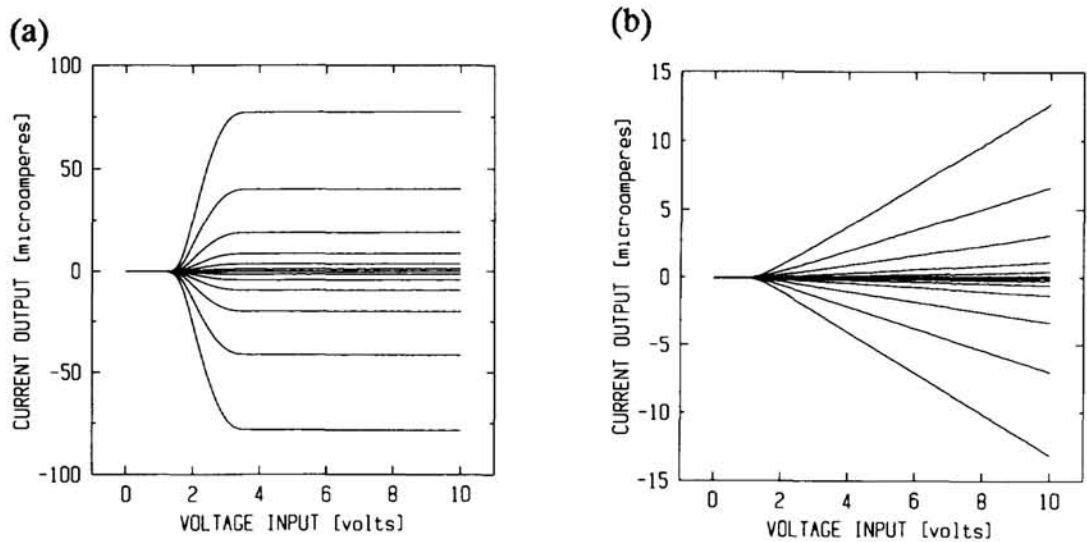 (a)
100
50
0
-50
-100
CURRENT OUTPUT [microamperes]
0 2 4 6 8 10
VOLTAGE INPUT [volts]
(b)
15
10
5
0
-5
-10
-15
CURRENT OUTPUT [microamperes]
0 2 4 6 8 10
VOLTAGE INPUT [volts]